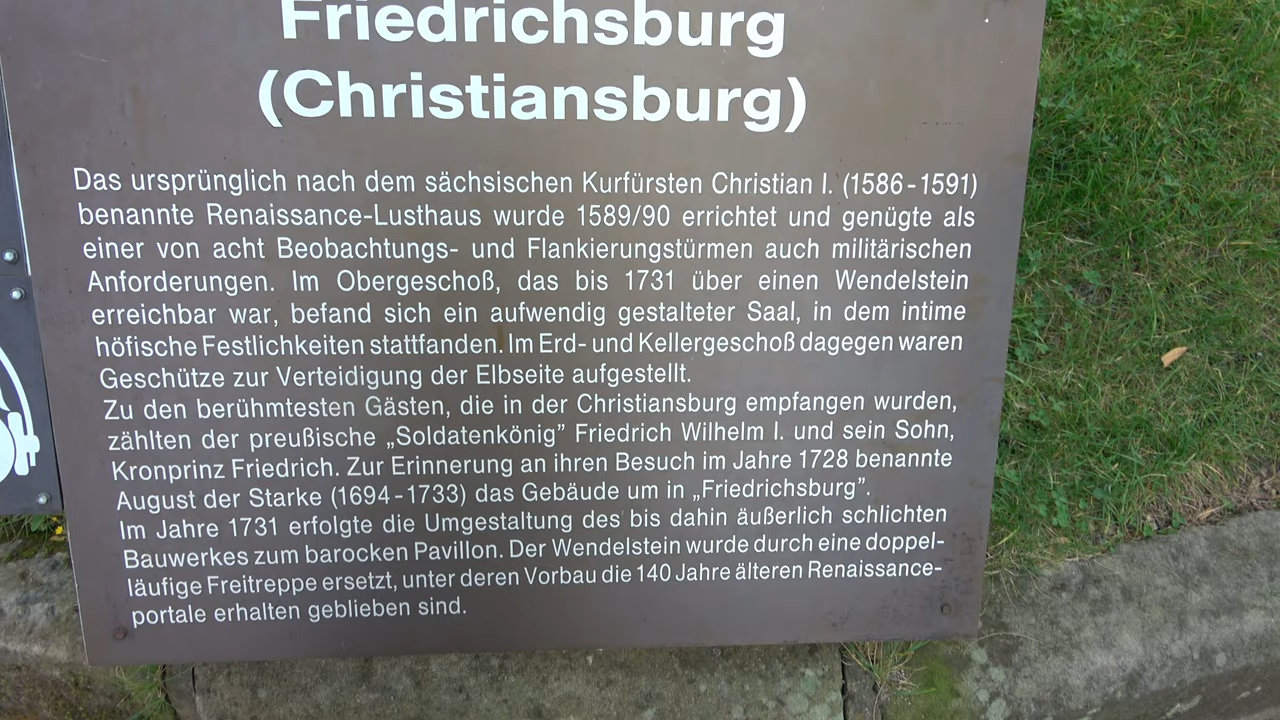 Friedrichsburg
(Christiansburg)
Das ursprünglich nach dem sächsischen Kurfürsten Christian I. (1586-1591)
benannte Renaissance-Lusthaus wurde 1589/90 errichtet und genügte als
einer von acht Beobachtungs- und Flankierungstürmen auch militärischen
Anforderungen. Im Obergeschoß, das bis 1731 über einen Wendelstein
erreichbar war, befand sich ein aufwendig gestalteter Saal, in dem intime
höfische Festlichkeiten stattfanden. Im Erd- und Kellergeschoß dagegen waren
Geschütze zur Verteidigung der Elbseite aufgestellt.
Zu den berühmtesten Gästen, die in der Christiansburg empfangen wurden,
zählten der preußische „Soldatenkönig” Friedrich Wilhelm I. und sein Sohn,
Kronprinz Friedrich. Zur Erinnerung an ihren Besuch im Jahre 1728 benannte
August der Starke (1694-1733) das Gebäude um in „Friedrichsburg”.
Im Jahre 1731 erfolgte die Umgestaltung des bis dahin äußerlich schlichten
Bauwerkes zum barocken Pavillon. Der Wendelstein wurde durch eine doppel-
läufige Freitreppe ersetzt, unter deren Vorbau die 140 Jahre älteren Renaissance-
portale erhalten geblieben sind.